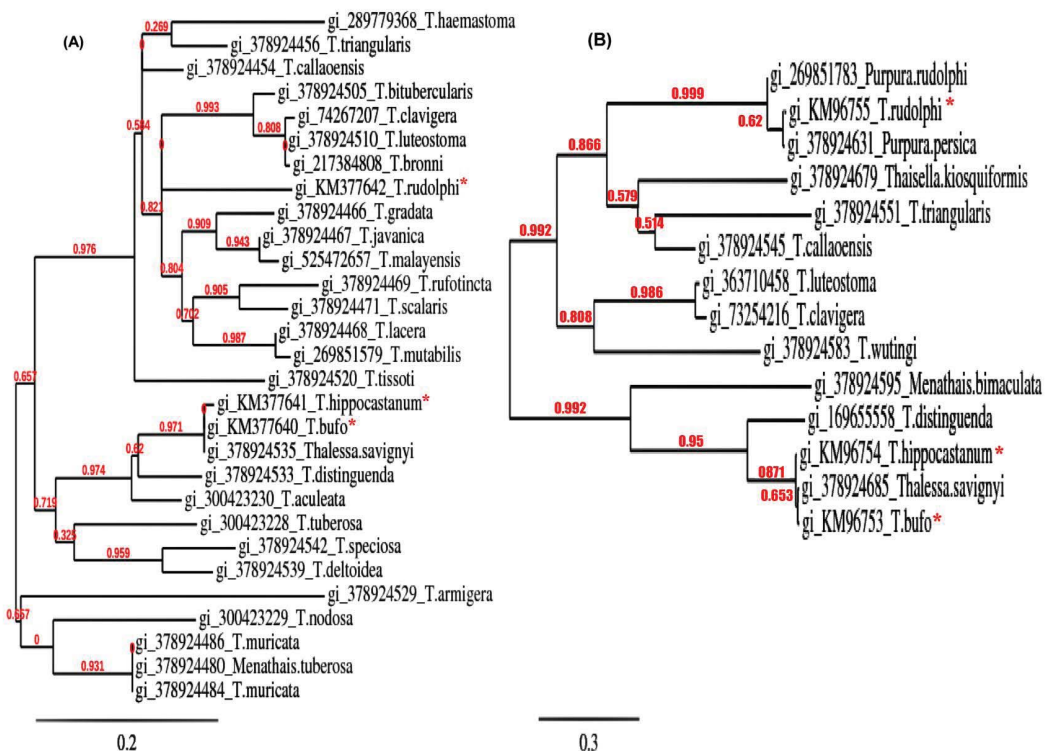 (A)
0.269
gi_289779368_T.haemastoma
0
gi_378924456_T.triangularis
gi_378924454_T.callaoensis
gi_378924505_T.bitubercularis
0.993
gi_74267207_T.clavigera
0.544
0
0.808
0
gi_378924510_T.luteostoma
gi_217384808_T.bronni
gi_KM377642_T.rudolphi*
0.821
0.909
gi_378924466_T.gradata
0.976
0.943
gi_378924467_T.javanica
gi_525472657_T.malayensis
0.804
0.905
gi_378924469_T.rufotincta
gi_378924471_T.scalaris
0.702
0.987
gi_378924468_T.lacera
gi_269851579_T.mutabilis
0.657
gi_378924520_T.tissoti
0
gi_KM377641_T.hippocastanum*
0.971
gi_KM377640_T.bufo*
0.62
gi_378924535_Thalessa.savignyi
0.974
gi_378924533_T.distinguenda
0.719
gi_300423230_T.aculeata
gi_300423228_T.tuberosa
0.325
0.959
gi_378924542_T.speciosa
gi_378924539_T.deltoidea
gi_378924529_T.armigera
0.667
gi_300423229_T.nodosa
0
0
gi_378924486_T.muricata
0.931
gi_378924480_Menathais.tuberosa
gi_378924484_T.muricata
0.2
(B)
gi_269851783_Purpura.rudolphi
0.999
gi_KM96755_T.rudolphi *
0.62
gi_378924631_Purpura.persica
0.866
gi_378924679_Thaisella.kiosquiformis
0.579
gi_378924551_T.triangularis
0.514
gi_378924545_T.callaoensis
0.992
gi_363710458_T.luteostoma
0.986
gi_73254216_T.clavigera
0.808
gi_378924583_T.wutingi
gi_378924595_Menathais.bimaculata
0.992
gi_169655558_T.distinguenda
0.95
gi_KM96754_T.hippocastanum*
0871
gi_378924685_Thalessa.savignyi
0.653
gi_KM96753_T.bufo*
0.3